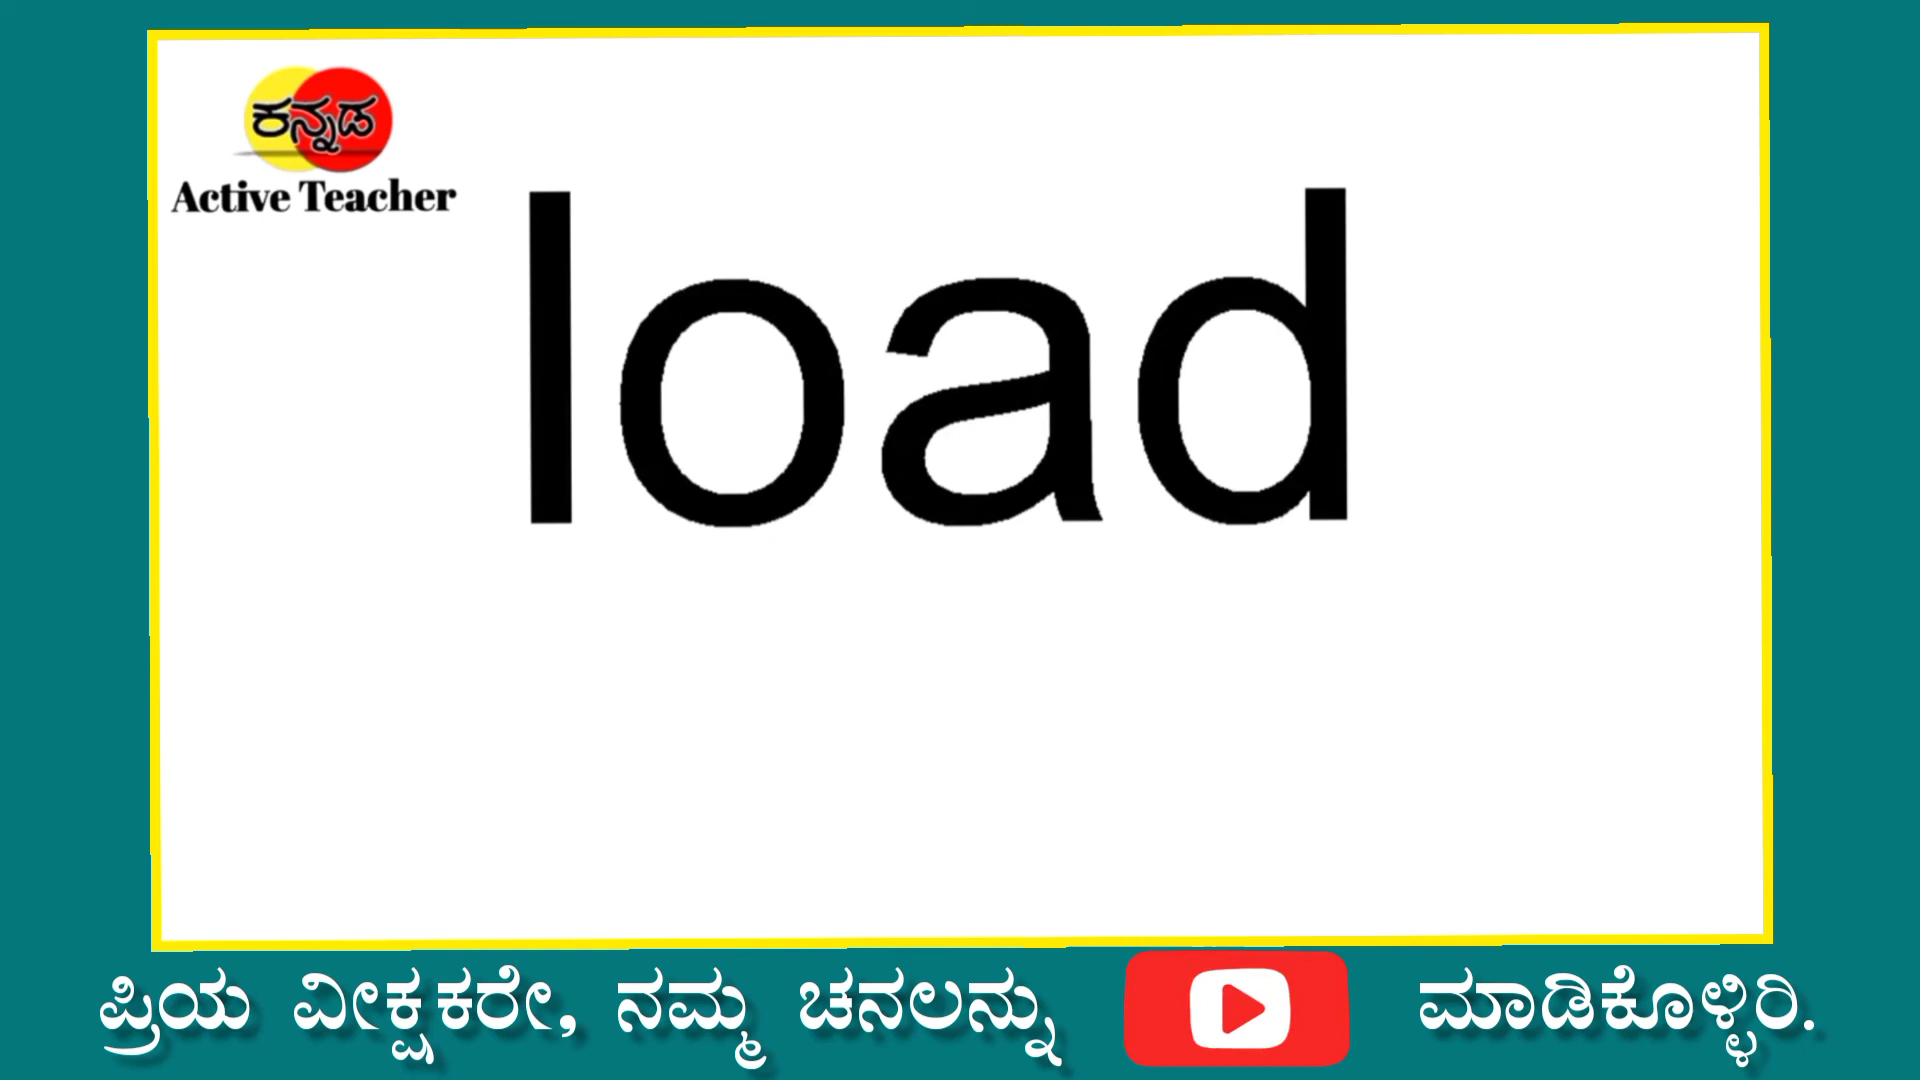 ಕನ್ನಡ
Active Teacher
load
ಪ್ರಿಯ ವೀಕ್ಷಕರೇ, ನಮ್ಮ ಚನಲನ್ನು ಮಾಡಿಕೊಳ್ಳಿರಿ.